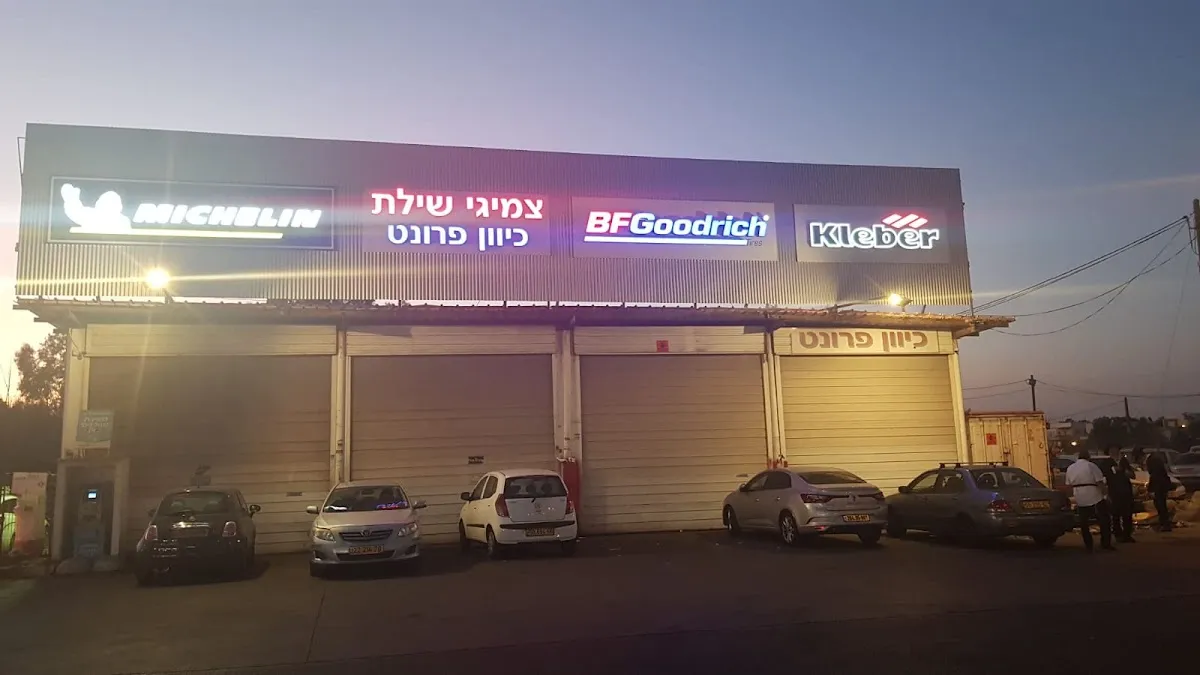 MICHELIN
צמיגי שילת
כיוון פרונט
BFGoodrich
Kleber
כיוון פרונט